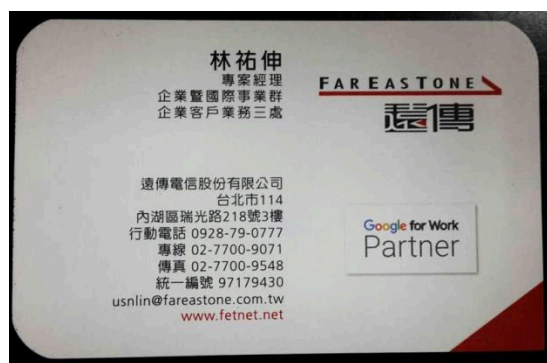 林祐伸
專案經理
企業暨國際事業群
企業客戶業務三處
FAREASTONE
遠傳
遠傳電信股份有限公司
台北市114
內湖區瑞光路218號3樓
行動電話 0928-79-0777
專線 02-7700-9071
傳真 02-7700-9548
統一編號 97179430
usnlin@fareastone.com.tw
www.fetnet.net
Google for Work
Partner